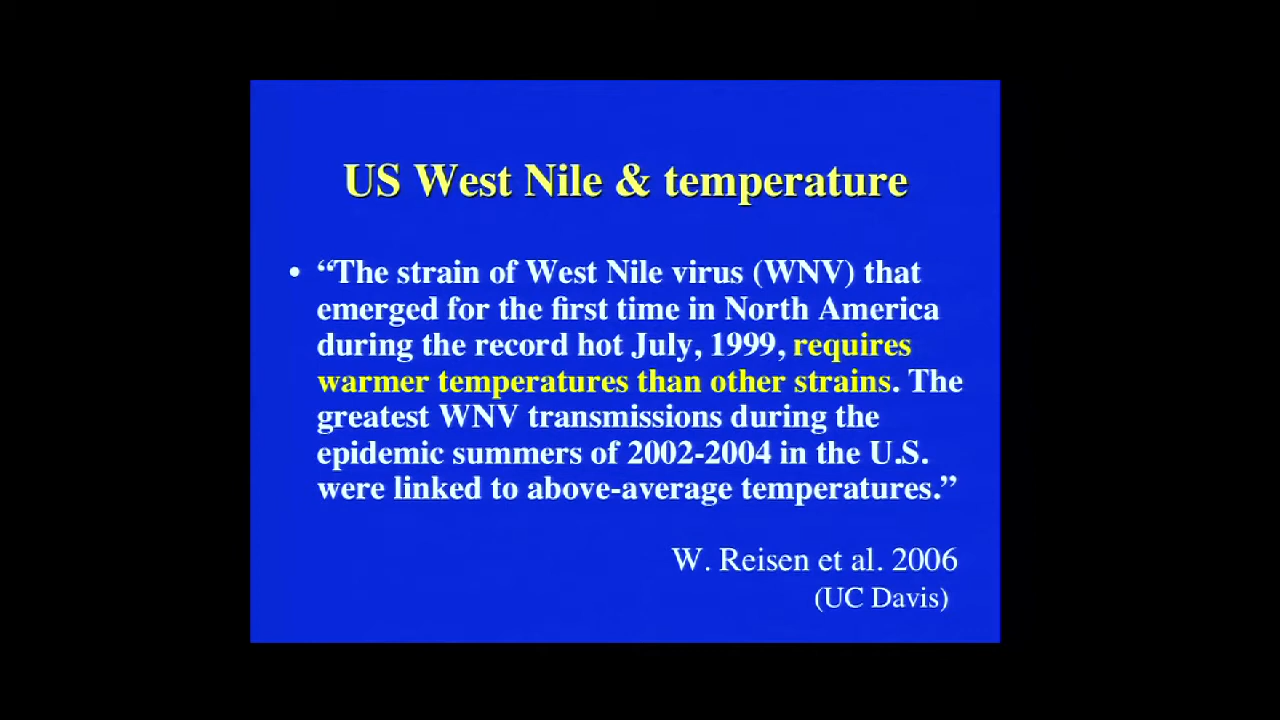 US West Nile & temperature
• “The strain of West Nile virus (WNV) that
emerged for the first time in North America
during the record hot July, 1999, requires
warmer temperatures than other strains. The
greatest WNV transmissions during the
epidemic summers of 2002-2004 in the U.S.
were linked to above-average temperatures.”
W. Reisen et al. 2006
(UC Davis)